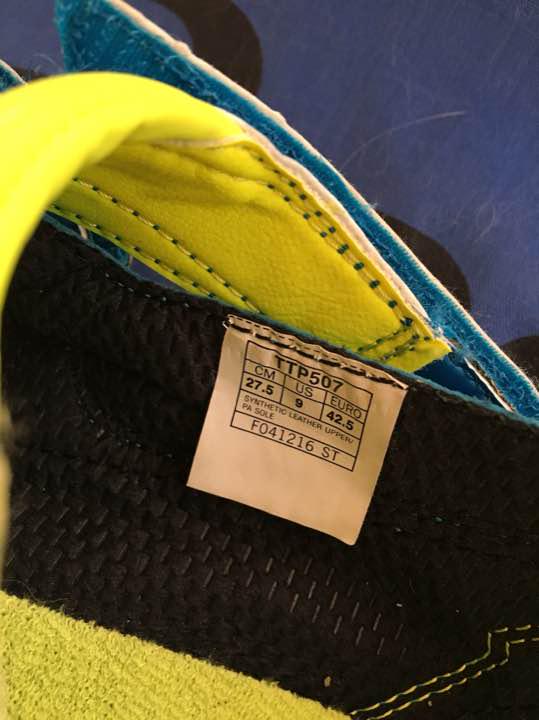 TTP507
CM US EURO
27.5 9 42.5
SYNTHETIC LEATHER UPPER/
PA SOLE
F041216 ST